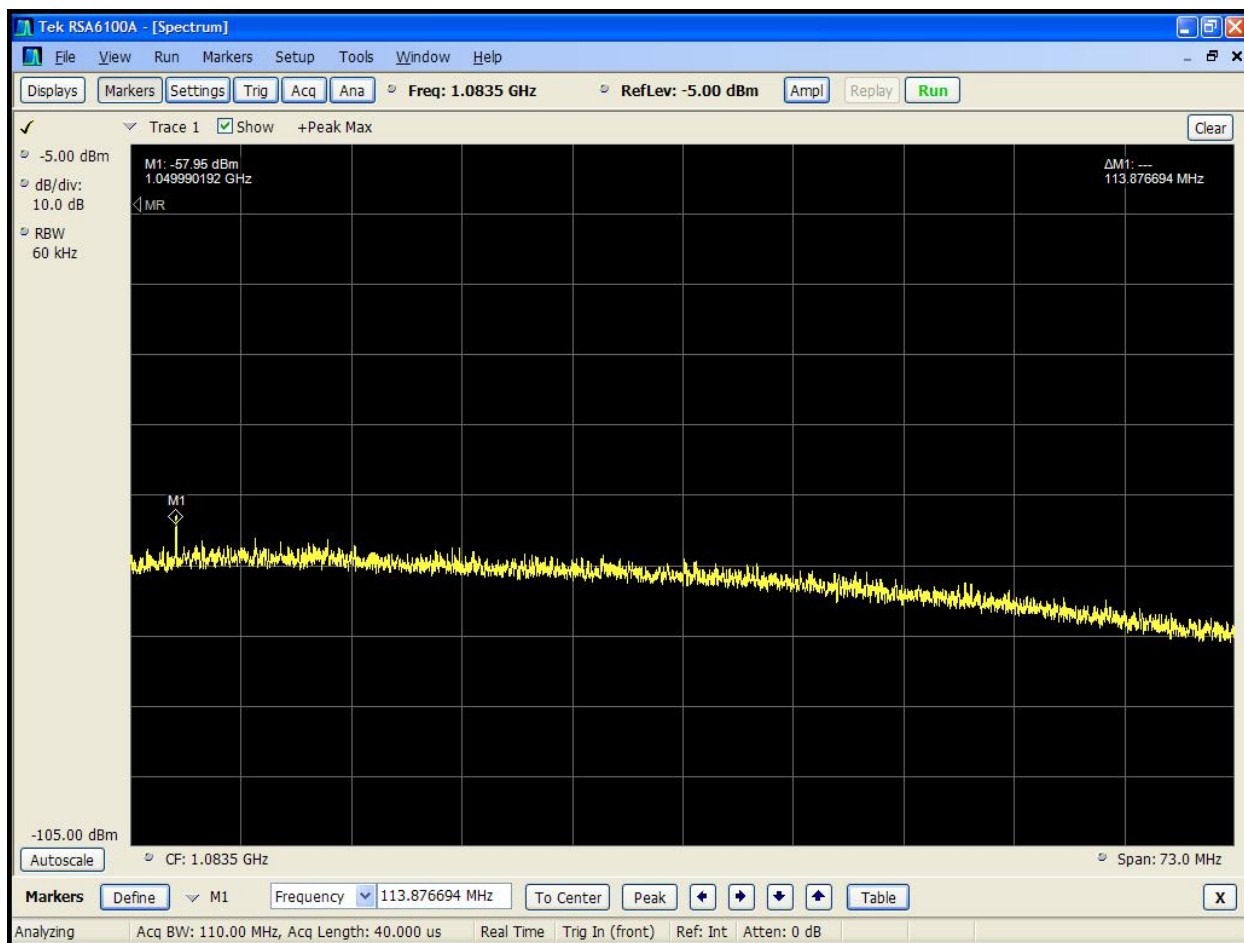 Tek RSA6100A - [Spectrum]
File View Run Markers Setup Tools Window Help
Displays Markers Settings Trig Acq Ana Freq: 1.0835 GHz RefLev: -5.00 dBm Ampl Replay Run
Trace 1 Show +Peak Max Clear
-5.00 dBm
dB/div:
10.0 dB
RBW
60 kHz
M1: -57.95 dBm
1.049990192 GHz
MR
ΔM1: ---
113.876694 MHz
M1
-105.00 dBm
Autoscale CF: 1.0835 GHz Span: 73.0 MHz
Markers Define M1 Frequency 113.876694 MHz To Center Peak Table X
Analyzing Acq BW: 110.00 MHz, Acq Length: 40.000 us Real Time Trig In (front) Ref: Int Atten: 0 dB